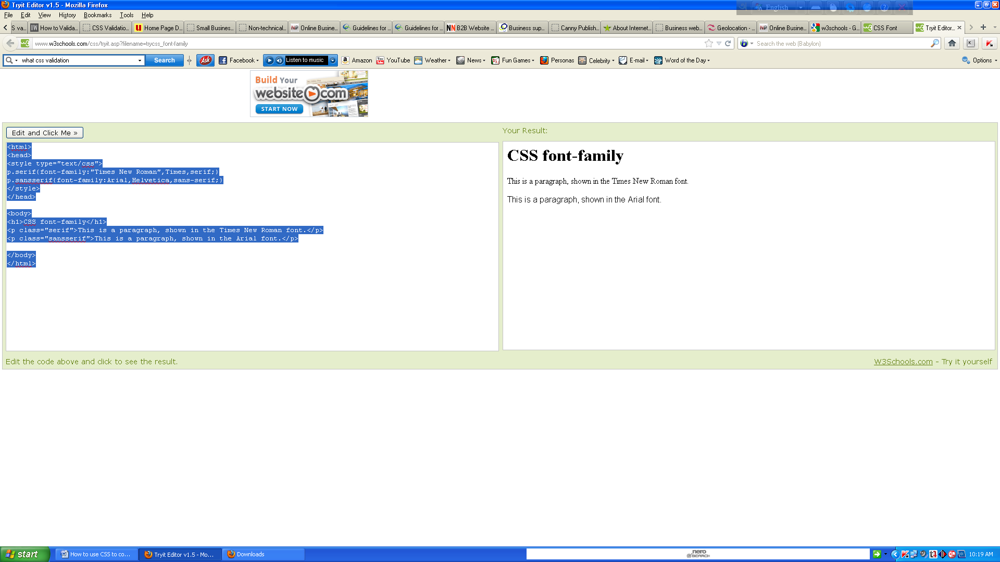 Tryit Editor v1.5 - Mozilla Firefox
English
File Edit View History Bookmarks Tools Help
S va... How to Valida... CSS Validatio... Home Page D... Small Busines... Non-technical... Online Busine... Guidelines for ... Guidelines for ... B2B Website ... Business sup... Canny Publish... About Internet... Business web... Geolocation - ... Online Busine... w3schools - G... CSS Font Tryit Editor...
www.w3schools.com/css/tryit.asp?filename=trycss_font-family
Search the web (Babylon)
what css validation Search Ask Facebook Listen to music Amazon YouTube Weather News Fun Games Personas Celebrity E-mail Word of the Day Options
Build Your
website com
START NOW
Edit and Click Me »
Your Result:
<html>
<head>
<style type="text/css">
p.serif{font-family:"Times New Roman",Times,serif;}
p.sansserif{font-family:Arial,Helvetica,sans-serif;}
</style>
</head>
<body>
<h1>CSS font-family</h1>
<p class="serif">This is a paragraph, shown in the Times New Roman font.</p>
<p class="sansserif">This is a paragraph, shown in the Arial font.</p>
</body>
</html>
CSS font-family
This is a paragraph, shown in the Times New Roman font.
This is a paragraph, shown in the Arial font.
Edit the code above and click to see the result.
W3Schools.com - Try it yourself
start How to use CSS to co... Tryit Editor v1.5 - Mo... Downloads
nero
SEARCH
10:19 AM